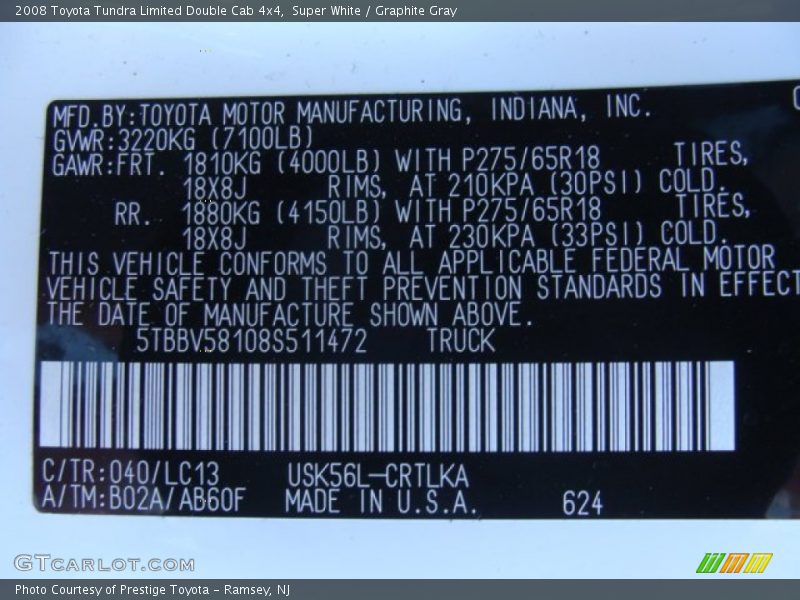 2008 Toyota Tundra Limited Double Cab 4x4,  Super White / Graphite Gray
MFD.BY:TOYOTA MOTOR MANUFACTURING, INDIANA, INC.
GVWR:3220KG (7100LB)
GAWR:FRT. 1810KG (4000LB) WITH P275/65R18 TIRES,
18X8J RIMS, AT 210KPA (30PSI) COLD.
RR. 1880KG (4150LB) WITH P275/65R18 TIRES,
18X8J RIMS, AT 230KPA (33PSI) COLD.
THIS VEHICLE CONFORMS TO ALL APPLICABLE FEDERAL MOTOR
VEHICLE SAFETY AND THEFT PREVENTION STANDARDS IN EFFECT
THE DATE OF MANUFACTURE SHOWN ABOVE.
5TBBV58108S511472 TRUCK
C/TR:040/LC13 USK56L-CRTLKA
A/TM:B02A/AB60F MADE IN U.S.A. 624
GTCARLOT.COM
Photo Courtesy of Prestige Toyota - Ramsey, NJ